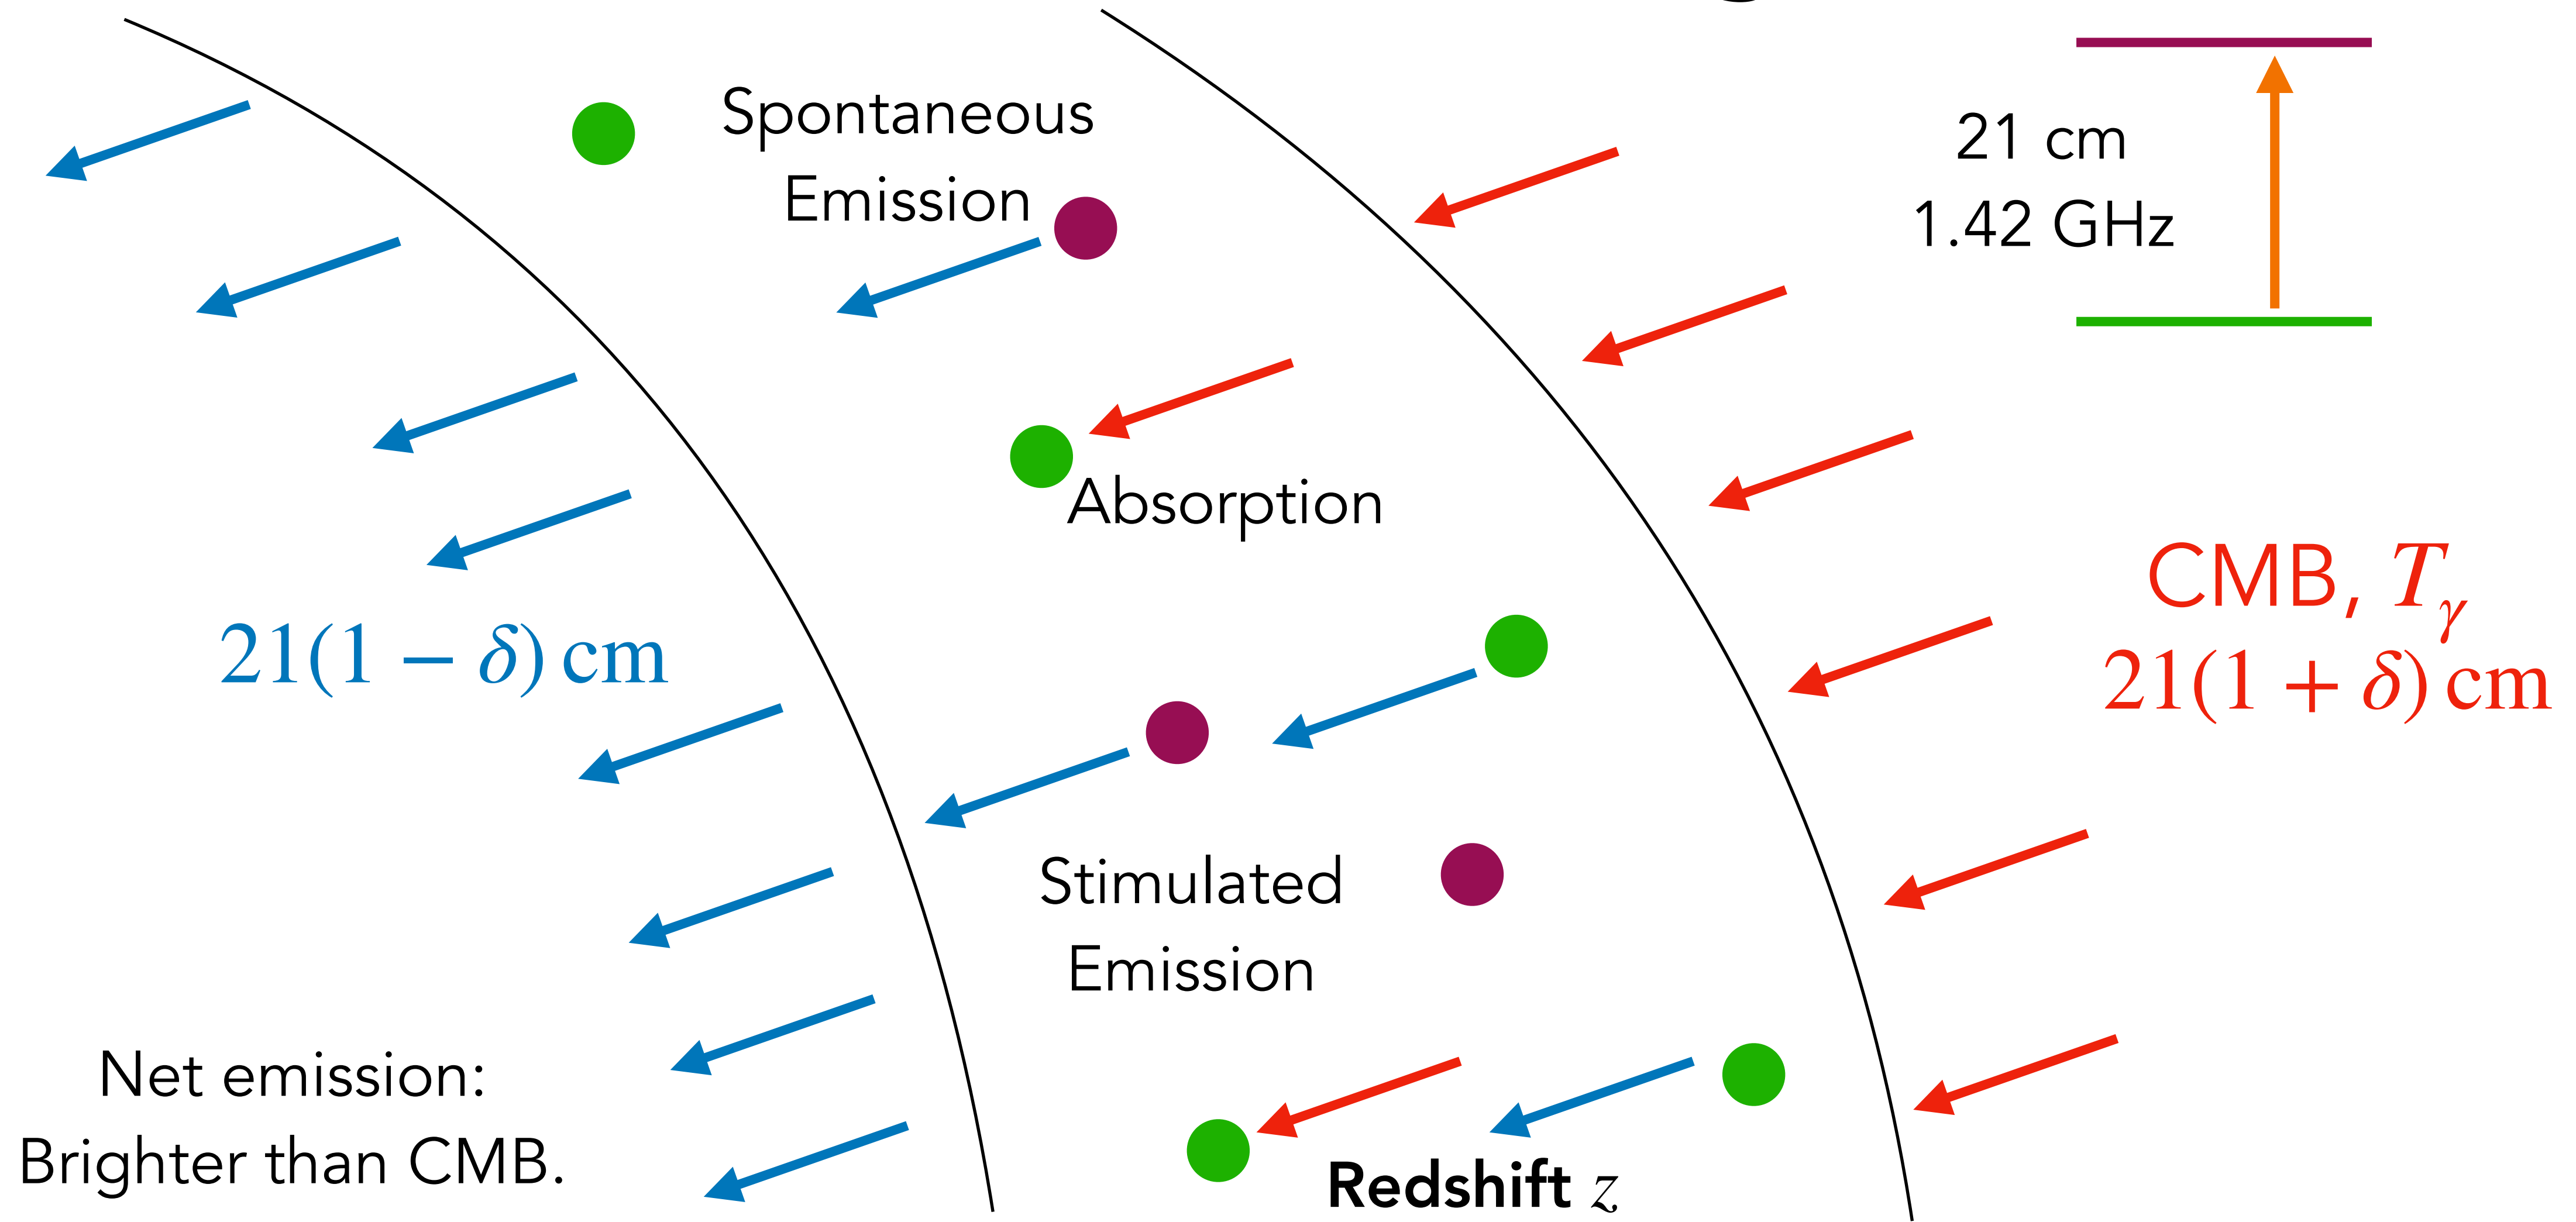 Spontaneous
Emission
21 cm
1.42 GHz
Absorption
CMB, T_γ
21(1 + δ) cm
21(1 − δ) cm
Stimulated
Emission
Net emission:
Brighter than CMB.
Redshift z